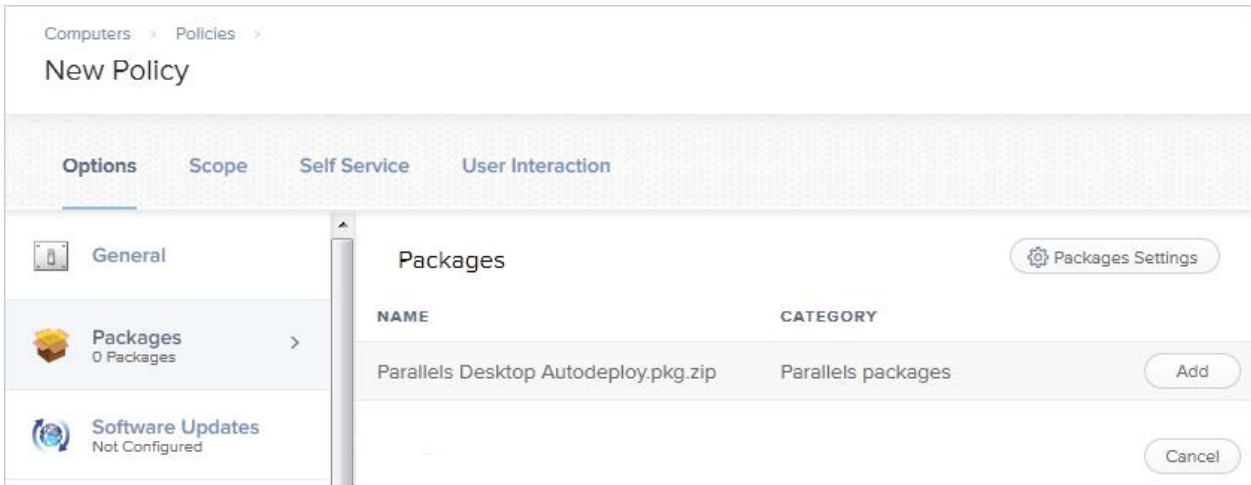 Computers > Policies >
New Policy
Options Scope Self Service User Interaction
General
Packages
0 Packages
Software Updates
Not Configured
Packages
Packages Settings
NAME CATEGORY
Parallels Desktop Autodeploy.pkg.zip Parallels packages Add
Cancel